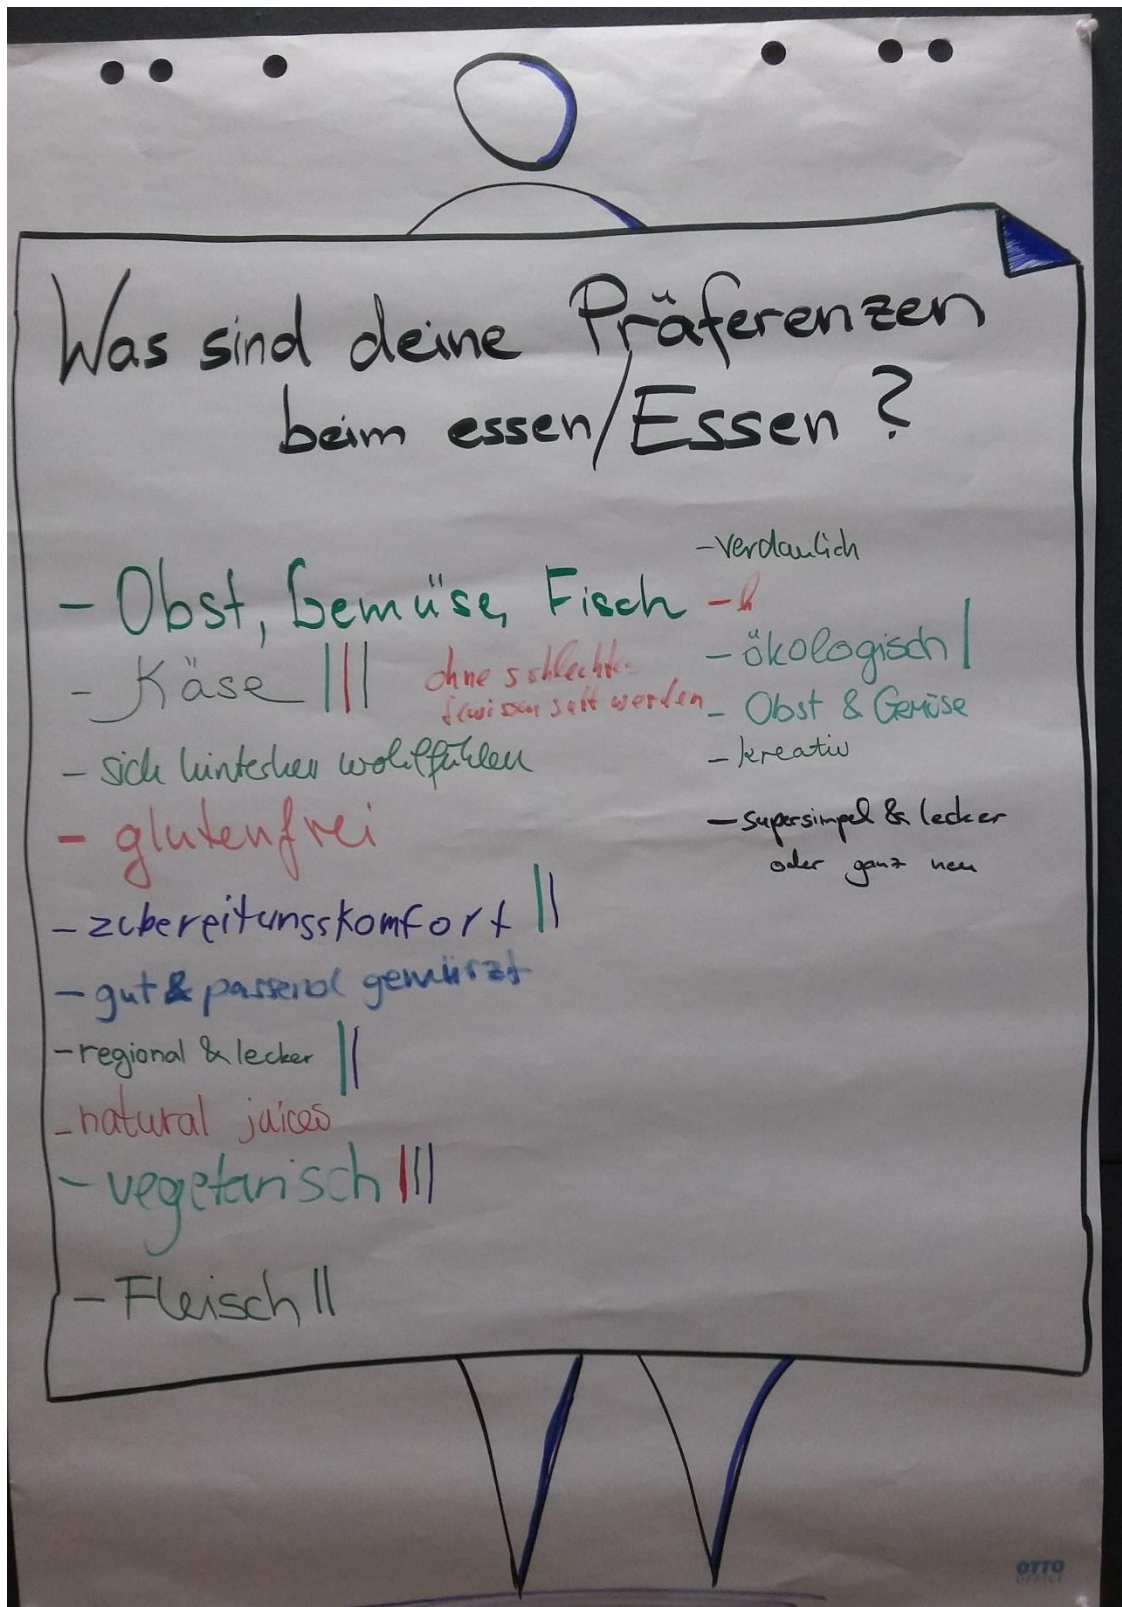 Was sind deine Präferenzen
beim essen/Essen?
- Obst, Gemüse, Fisch
- Käse |||
ohne schlechtes
Gewissen satt werden
- sich hinterher wohlfühlen
- glutenfrei
- zubereitungsskomfort ||
- gut & passend gewürzt
- regional & lecker ||
- natural juices
- vegetarisch |||
- Fleisch ||
- verdaulich
-
- ökologisch |
- Obst & Gemüse
- kreativ
- supersimpel & lecker
oder ganz neu
OTTO
OFFICE